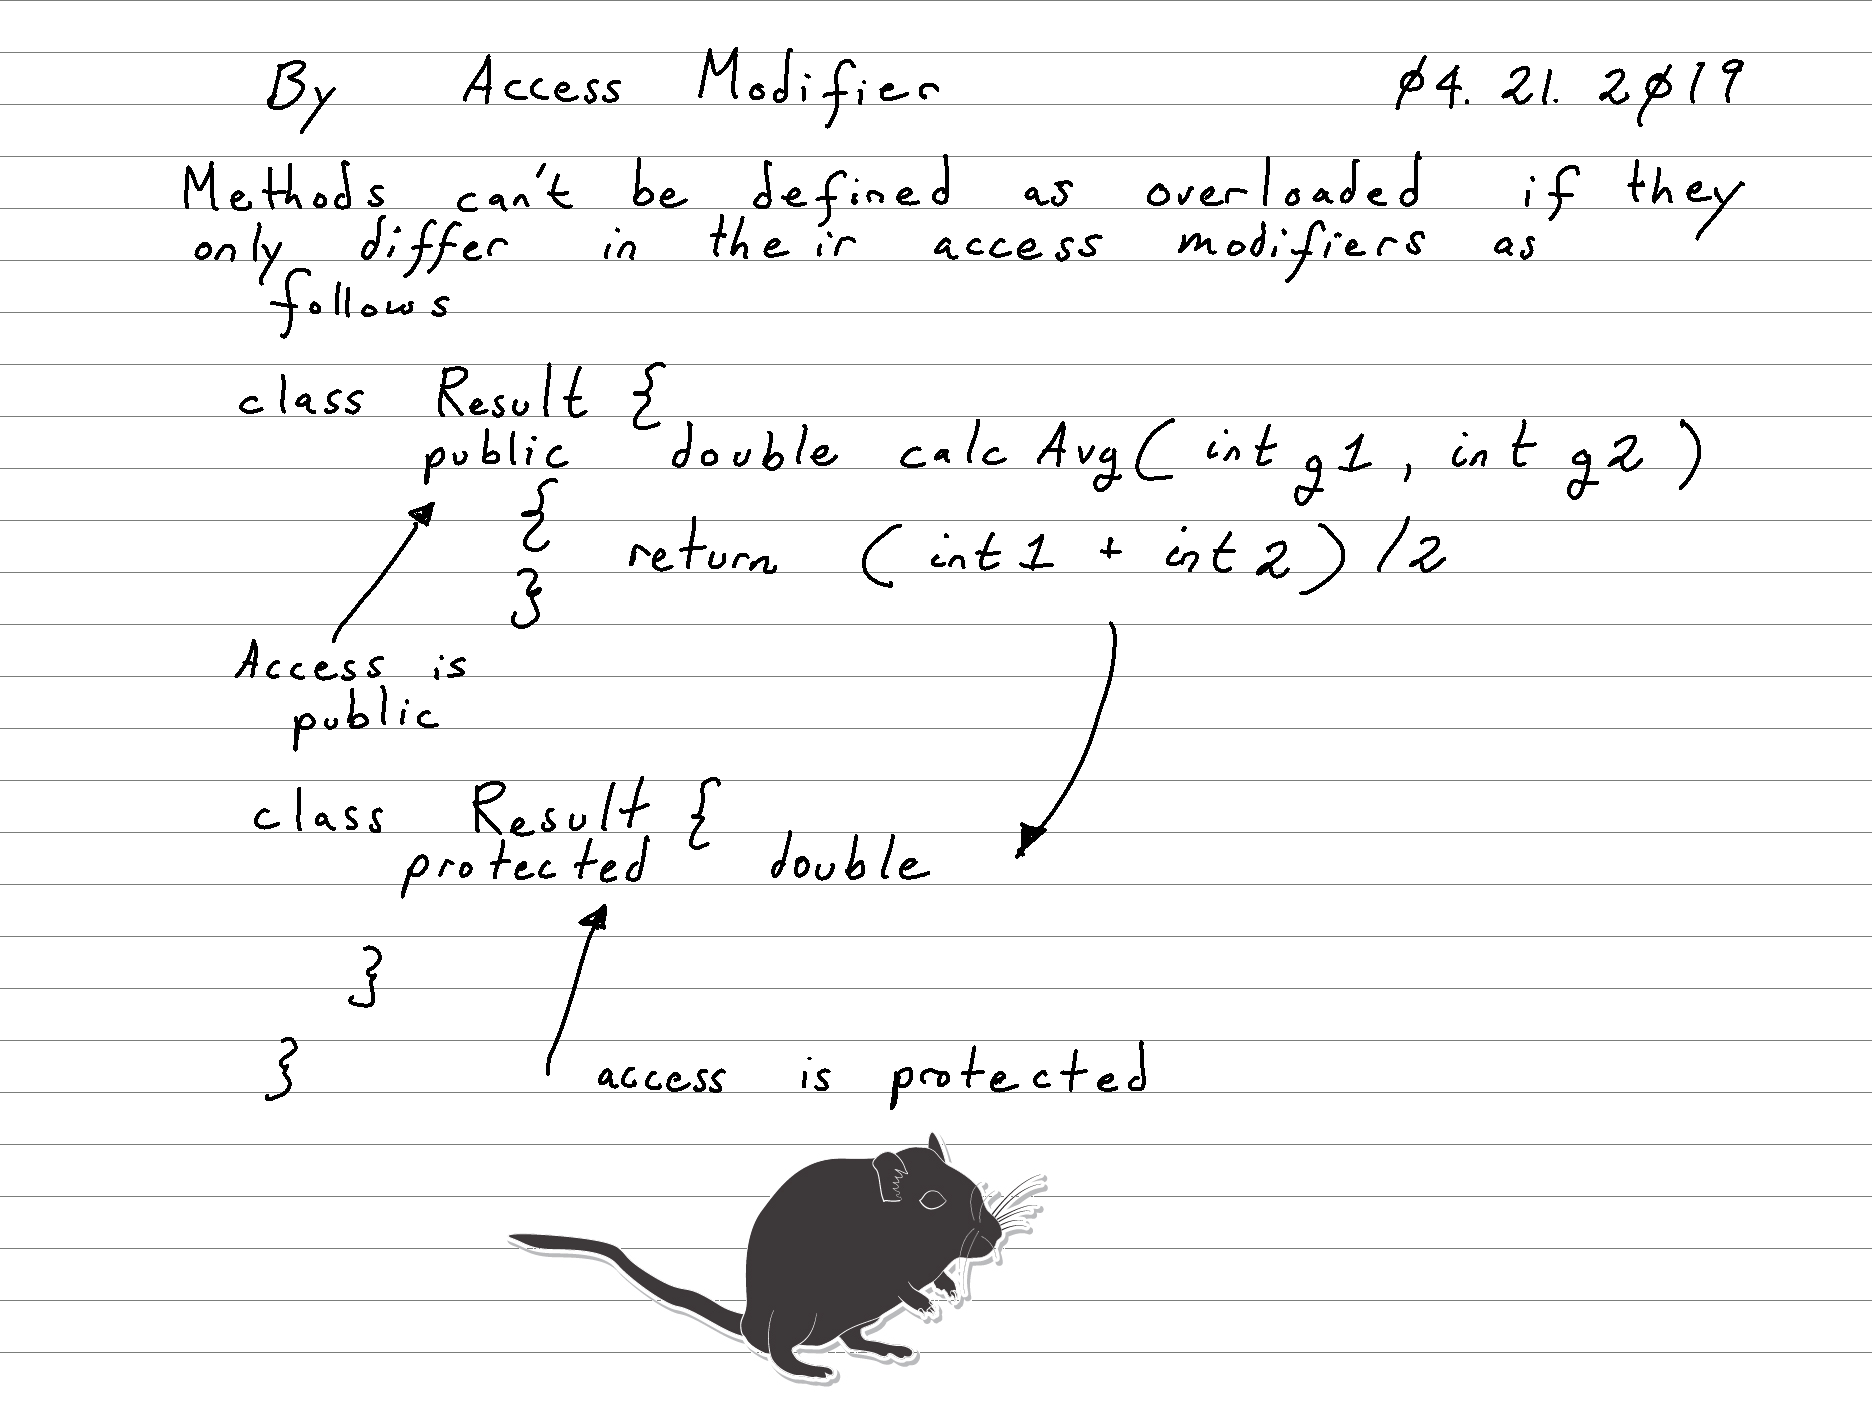 By Access Modifier 04.21.2019
Methods can't be defined as overloaded if they
only differ in their access modifiers as
follows
class Result {
public double calcAvg(int g1, int g2)
{
return (int1 + int2)/2
}
Access is
public
class Result {
protected double
}
}
access is protected